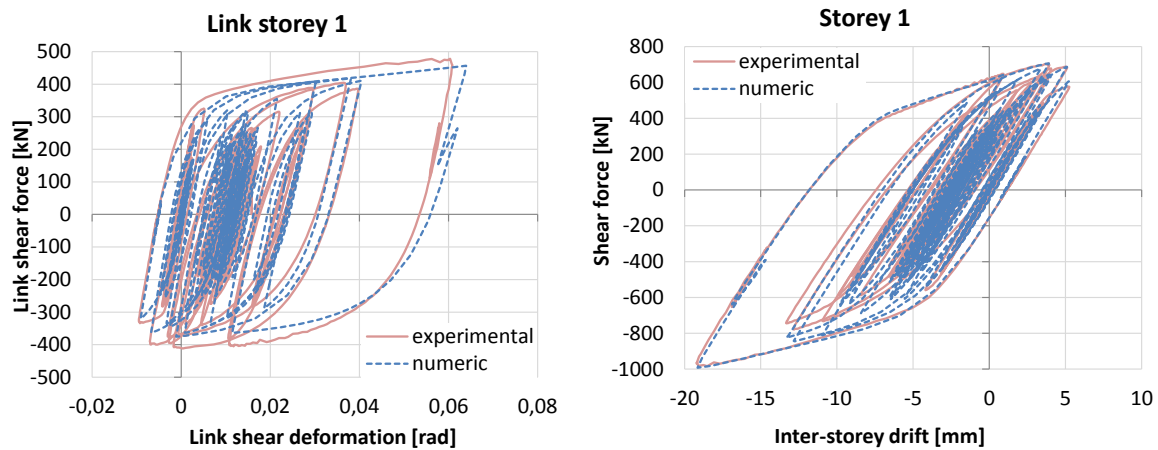 Link storey 1
500
400
300
200
100
0
-100
-200
-300
-400
-500
Link shear force [kN]
experimental
numeric
-0,02 0 0,02 0,04 0,06 0,08
Link shear deformation [rad]
Storey 1
800
600
400
200
0
-200
-400
-600
-800
-1000
Shear force [kN]
experimental
numeric
-20 -15 -10 -5 0 5 10
Inter-storey drift [mm]